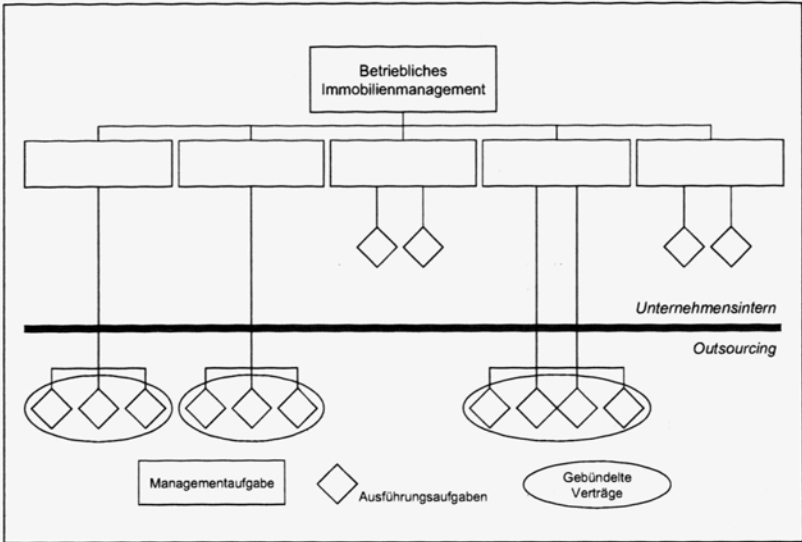 Betriebliches
Immobilienmanagement
Unternehmensintern
Outsourcing
Managementaufgabe
Ausführungsaufgaben
Gebündelte
Verträge